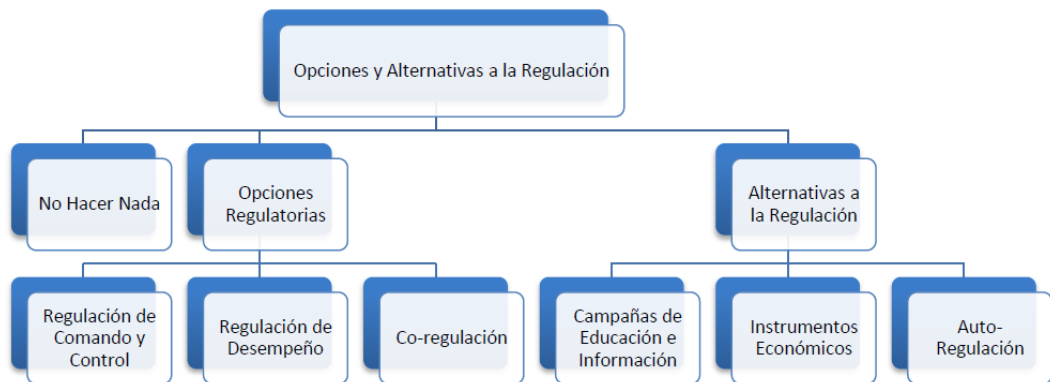 Opciones y Alternativas a la Regulación
No Hacer Nada
Opciones
Regulatorias
Alternativas a
la Regulación
Regulación de
Comando y
Control
Regulación de
Desempeño
Co-regulación
Campañas de
Educación e
Información
Instrumentos
Económicos
Auto-
Regulación